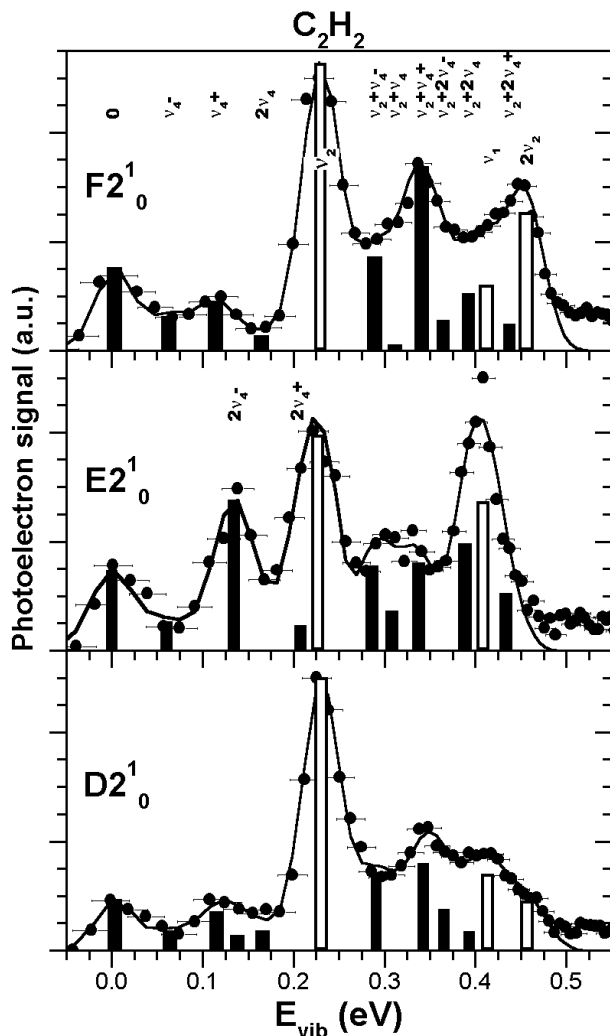 C₂H₂
0
ν₄-
ν₄+
2ν₄
ν₂
ν₂+ν₄-
ν₂+ν₄
ν₂+ν₄+
ν₂+2ν₄-
ν₂+2ν₄
ν₁
ν₂+2ν₄+
2ν₂
F2¹₀
Photoelectron signal (a.u.)
2ν₄-
2ν₄+
E2¹₀
D2¹₀
0.0 0.1 0.2 0.3 0.4 0.5
E_vib (eV)